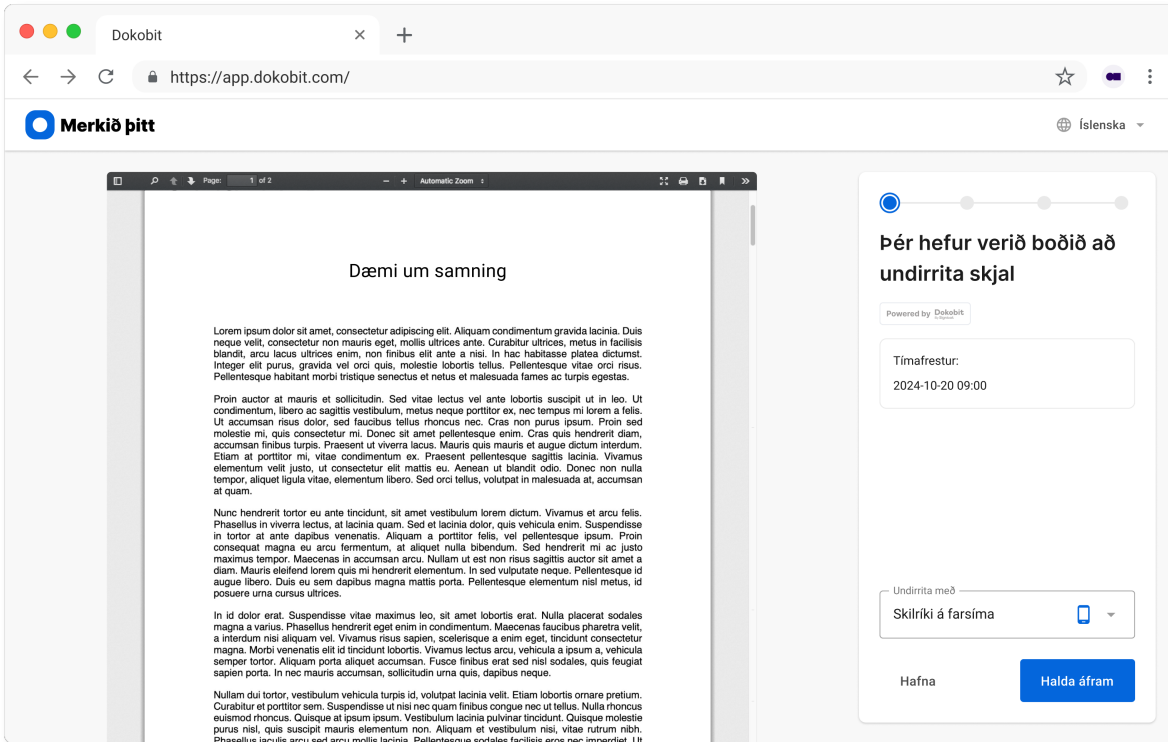 Dokobit
https://app.dokobit.com/
Merkið þitt
Íslenska
Page: 1 of 2
Automatic Zoom
Dæmi um samning
Lorem ipsum dolor sit amet, consectetur adipiscing elit. Aliquam condimentum gravida lacinia. Duis
neque velit, consectetur non mauris eget, mollis ultrices ante. Curabitur ultrices, metus in facilisis
blandit, arcu lacus ultrices enim, non finibus elit ante a nisi. In hac habitasse platea dictumst.
Integer elit purus, gravida vel orci quis, molestie lobortis tellus. Pellentesque vitae orci risus.
Pellentesque habitant morbi tristique senectus et netus et malesuada fames ac turpis egestas.
Proin auctor at mauris et sollicitudin. Sed vitae lectus vel ante lobortis suscipit ut in leo. Ut
condimentum, libero ac sagittis vestibulum, metus neque porttitor ex, nec tempus mi lorem a felis.
Ut accumsan risus dolor, sed faucibus tellus rhoncus nec. Cras non purus ipsum. Proin sed
molestie mi, quis consectetur mi. Donec sit amet pellentesque enim. Cras quis hendrerit diam,
accumsan finibus turpis. Praesent ut viverra lacus. Mauris quis mauris et augue dictum interdum.
Etiam at porttitor mi, vitae condimentum ex. Praesent pellentesque sagittis lacinia. Vivamus
elementum velit justo, ut consectetur elit mattis eu. Aenean ut blandit odio. Donec non nulla
tempor, aliquet ligula vitae, elementum libero. Sed orci tellus, volutpat in malesuada at, accumsan
at quam.
Nunc hendrerit tortor eu ante tincidunt, sit amet vestibulum lorem dictum. Vivamus et arcu felis.
Phasellus in viverra lectus, at lacinia quam. Sed et lacinia dolor, quis vehicula enim. Suspendisse
in tortor at ante dapibus venenatis. Aliquam a porttitor felis, vel pellentesque ipsum. Proin
consequat magna eu arcu fermentum, at aliquet nulla bibendum. Sed hendrerit mi ac justo
maximus tempor. Maecenas in accumsan arcu. Nullam ut est non risus sagittis auctor sit amet a
diam. Mauris eleifend lorem quis mi hendrerit elementum. In sed vulputate neque. Pellentesque id
augue libero. Duis eu sem dapibus magna mattis porta. Pellentesque elementum nisl metus, id
posuere urna cursus ultrices.
In id dolor erat. Suspendisse vitae maximus leo, sit amet lobortis erat. Nulla placerat sodales
magna a varius. Phasellus hendrerit eget enim in condimentum. Maecenas faucibus pharetra velit,
a interdum nisi aliquam vel. Vivamus risus sapien, scelerisque a enim eget, tincidunt consectetur
magna. Morbi venenatis elit id tincidunt lobortis. Vivamus lectus arcu, vehicula a ipsum a, vehicula
semper tortor. Aliquam porta aliquet accumsan. Fusce finibus erat sed nisl sodales, quis feugiat
sapien porta. In nec mauris accumsan, sollicitudin urna quis, dapibus neque.
Nullam dui tortor, vestibulum vehicula turpis id, volutpat lacinia velit. Etiam lobortis ornare pretium.
Curabitur et porttitor sem. Suspendisse ut nisi nec quam finibus congue nec ut tellus. Nulla rhoncus
euismod rhoncus. Quisque at ipsum ipsum. Vestibulum lacinia pulvinar tincidunt. Quisque molestie
purus nisl, quis suscipit mauris elementum non. Aliquam et vestibulum nisi, vitae rutrum nibh.
Phasellus iaculis arcu sed arcu mollis lacinia. Pellentesque sodales facilisis eros nec imperdiet. Ut
Þér hefur verið boðið að
undirrita skjal
Powered by Dokobit
Tímafrestur:
2024-10-20 09:00
Undirrita með
Skilríki á farsíma
Hafna
Halda áfram